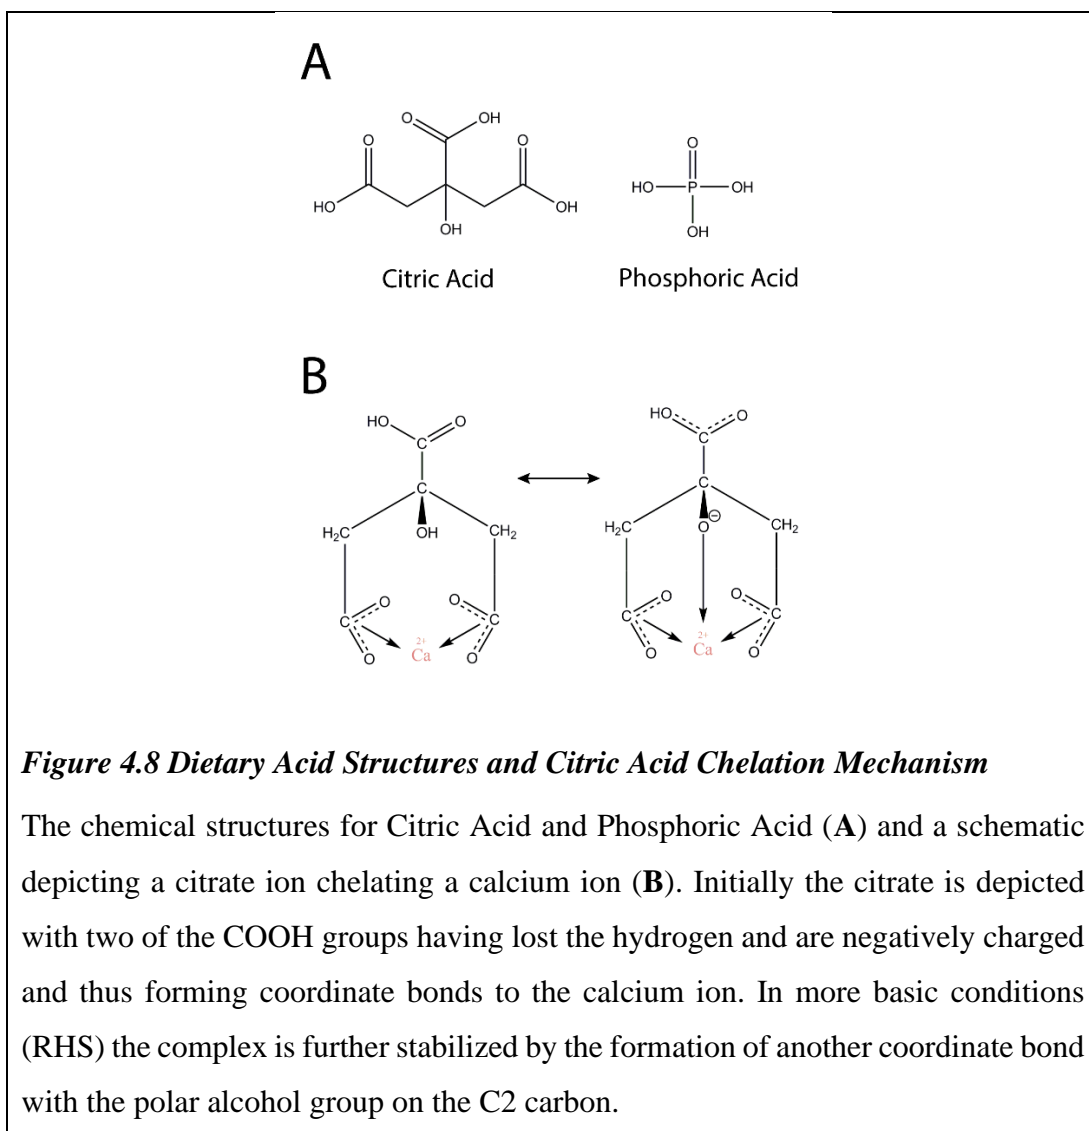 A
O OH
O O
HO OH
OH
Citric Acid
O
HO P OH
OH
Phosphoric Acid
B
HO O
C
C
H₂C OH CH₂
O O
C C
O O
2+
Ca
HO O
C
C
H₂C O⊖ CH₂
O O
C C
O O
2+
Ca
Figure 4.8 Dietary Acid Structures and Citric Acid Chelation Mechanism
The chemical structures for Citric Acid and Phosphoric Acid (A) and a schematic
depicting a citrate ion chelating a calcium ion (B). Initially the citrate is depicted
with two of the COOH groups having lost the hydrogen and are negatively charged
and thus forming coordinate bonds to the calcium ion. In more basic conditions
(RHS) the complex is further stabilized by the formation of another coordinate bond
with the polar alcohol group on the C2 carbon.